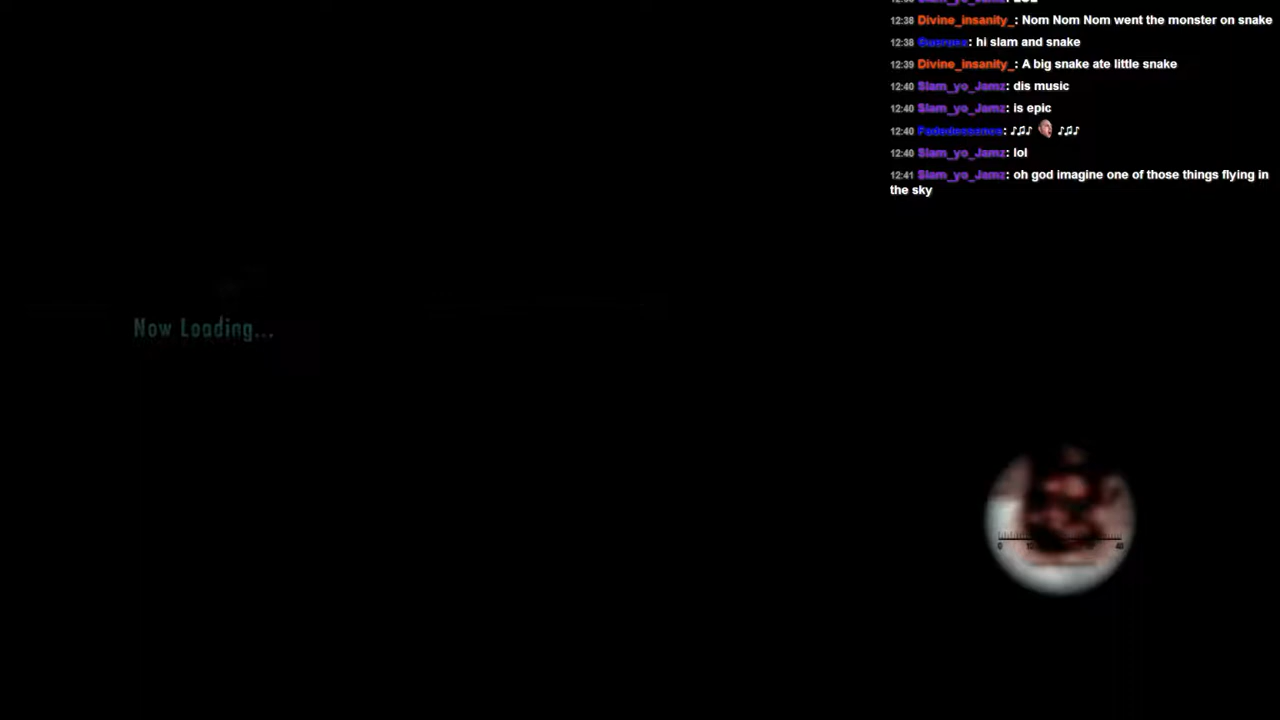 12:38 Divine_insanity_: Nom Nom Nom went the monster on snake
12:38 : hi slam and snake
12:39 Divine_insanity_: A big snake ate little snake
12:40 Slam_yo_Jamz: dis music
12:40 Slam_yo_Jamz: is epic
12:40 : ♪♫♪ ♪♫♪
12:40 Slam_yo_Jamz: lol
12:41 Slam_yo_Jamz: oh god imagine one of those things flying in
the sky
Now Loading...
0